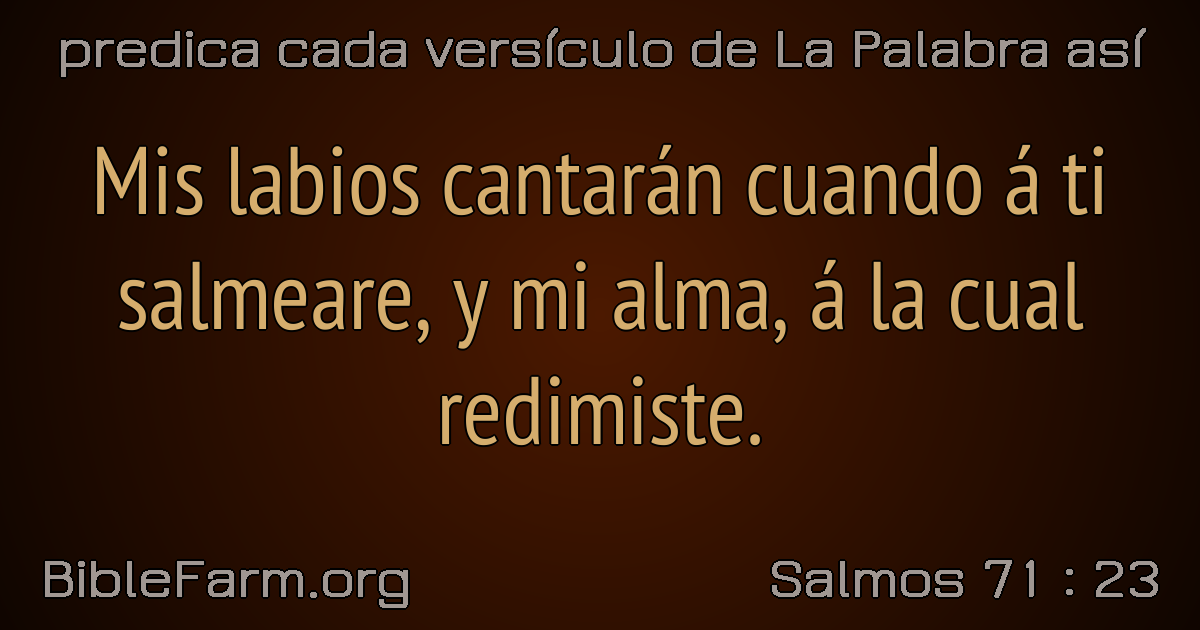 predica cada versículo de La Palabra así
Mis labios cantarán cuando á ti
salmeare, y mi alma, á la cual
redimiste.
BibleFarm.org
Salmos 71 : 23